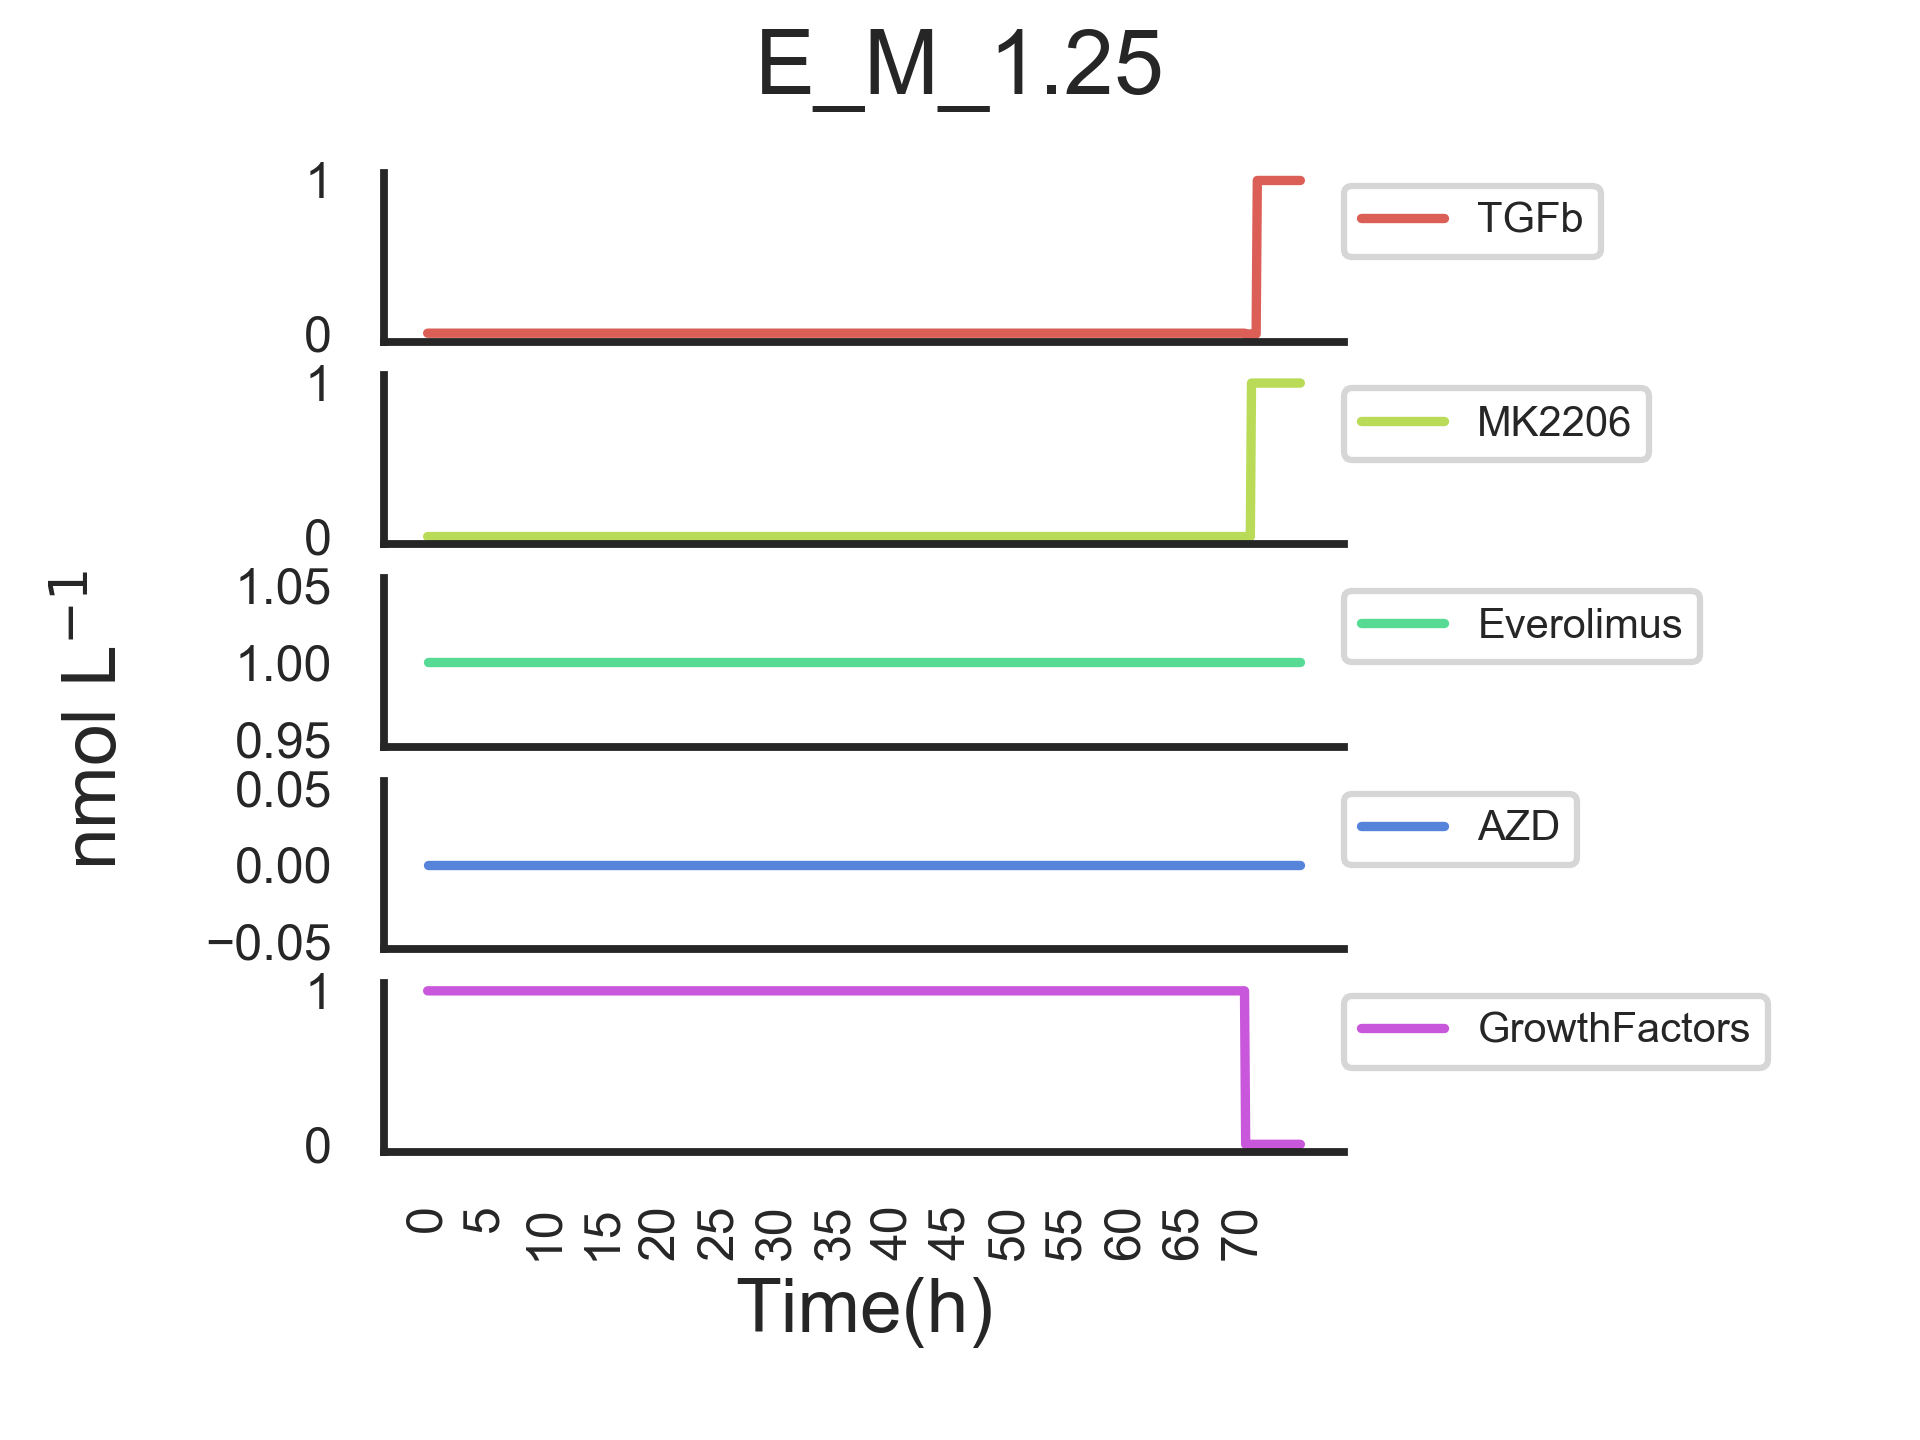 E_M_1.25
nmol L⁻¹
1
0
TGFb
1
0
MK2206
1.05
1.00
0.95
Everolimus
0.05
0.00
−0.05
AZD
1
0
GrowthFactors
0 5 10 15 20 25 30 35 40 45 50 55 60 65 70
Time(h)